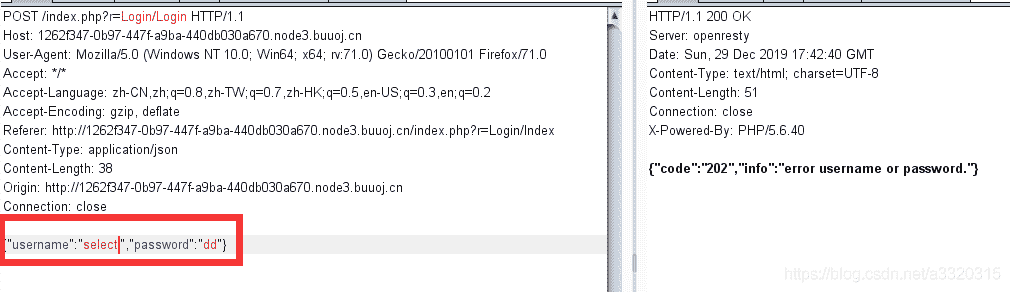 POST /index.php?r=Login/Login HTTP/1.1
Host: 1262f347-0b97-447f-a9ba-440db030a670.node3.buuoj.cn
User-Agent: Mozilla/5.0 (Windows NT 10.0; Win64; x64; rv:71.0) Gecko/20100101 Firefox/71.0
Accept: */*
Accept-Language: zh-CN,zh;q=0.8,zh-TW;q=0.7,zh-HK;q=0.5,en-US;q=0.3,en;q=0.2
Accept-Encoding: gzip, deflate
Referer: http://1262f347-0b97-447f-a9ba-440db030a670.node3.buuoj.cn/index.php?r=Login/Index
Content-Type: application/json
Content-Length: 38
Origin: http://1262f347-0b97-447f-a9ba-440db030a670.node3.buuoj.cn
Connection: close
{"username":"select","password":"dd"}
HTTP/1.1 200 OK
Server: openresty
Date: Sun, 29 Dec 2019 17:42:40 GMT
Content-Type: text/html; charset=UTF-8
Content-Length: 51
Connection: close
X-Powered-By: PHP/5.6.40
{"code":"202","info":"error username or password."}
https://blog.csdn.net/a3320315